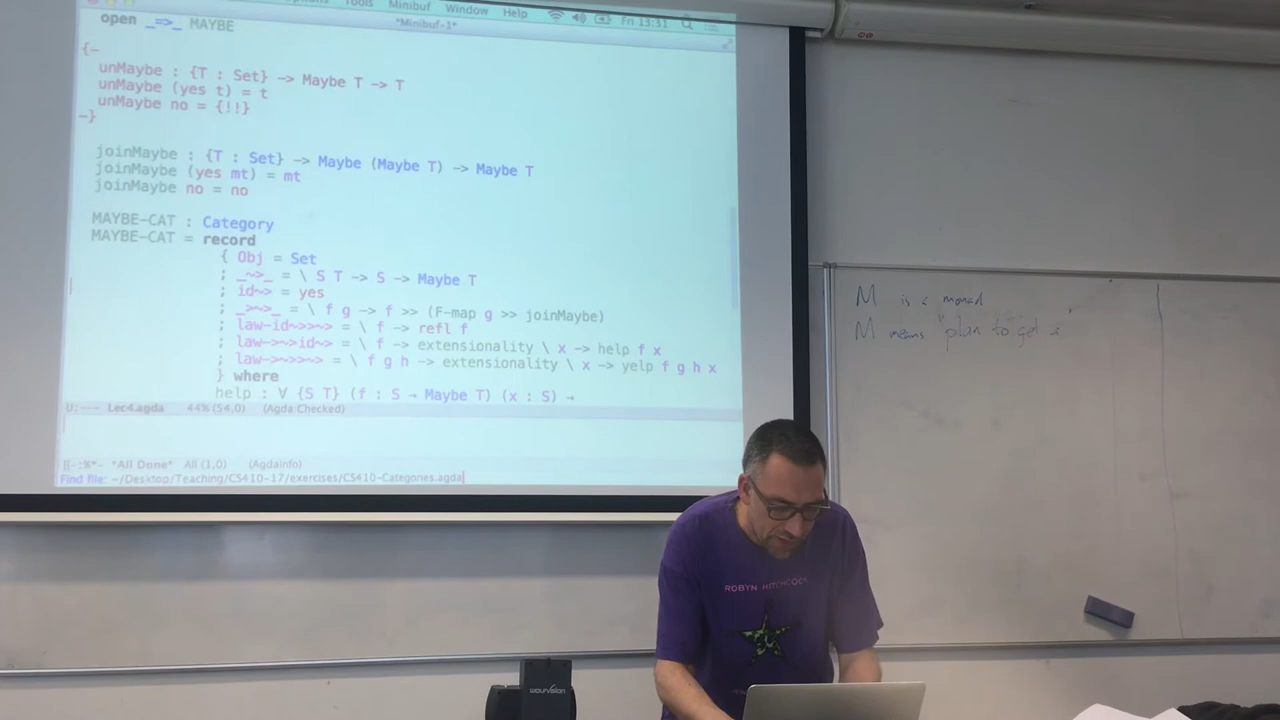 Tools Minibuf Window Help Fri 13:31
*Minibuf-1*
open _=>_ MAYBE
{-
unMaybe : {T : Set} -> Maybe T -> T
unMaybe (yes t) = t
unMaybe no = {!!}
-}
joinMaybe : {T : Set} -> Maybe (Maybe T) -> Maybe T
joinMaybe (yes mt) = mt
joinMaybe no = no
MAYBE-CAT : Category
MAYBE-CAT = record
{ Obj = Set
; _~>_ = \ S T -> S -> Maybe T
; id~> = yes
; _>~>_ = \ f g -> f >> (F-map g >> joinMaybe)
; law-id~>>~> = \ f -> refl f
; law->~>id~> = \ f -> extensionality \ x -> help f x
; law->~>>~> = \ f g h -> extensionality \ x -> yelp f g h x
} where
help : ∀ {S T} (f : S → Maybe T) (x : S) →
U:--- Lec4.agda 44% (54,0) (Agda:Checked)
*All Done* All (1,0) (AgdaInfo)
Find file: ~/Desktop/Teaching/CS410-17/exercises/CS410-Categories.agda
M is a monad
M means "plan to get a"
ROBYN HITCHCOCK
wolfvision